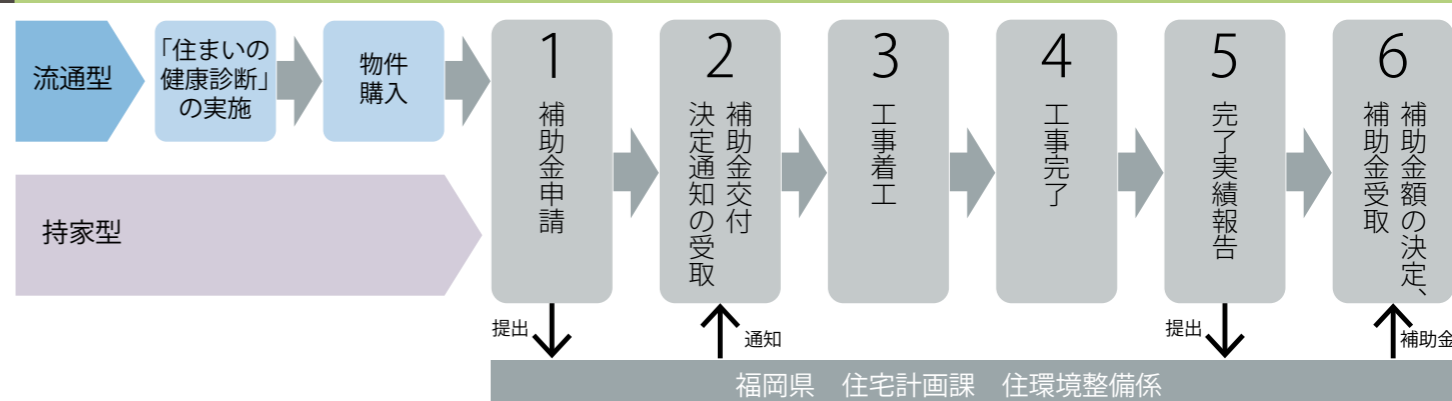 流通型
「住まいの
健康診断」
の実施
物件
購入
持家型
1
補助金申請
2
補助金交付
決定通知の受取
3
工事着工
4
工事完了
5
完了実績報告
6
補助金額の決定、
補助金受取
提出
通知
提出
補助金
福岡県 住宅計画課 住環境整備係